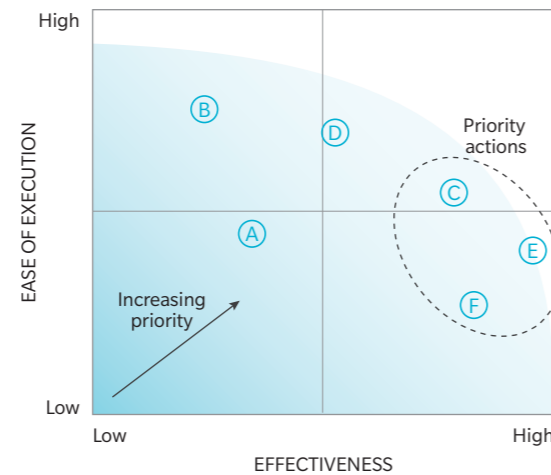 High
B
D
Priority
actions
C
EASE OF EXECUTION
A
E
Increasing
priority
F
Low
Low
High
EFFECTIVENESS